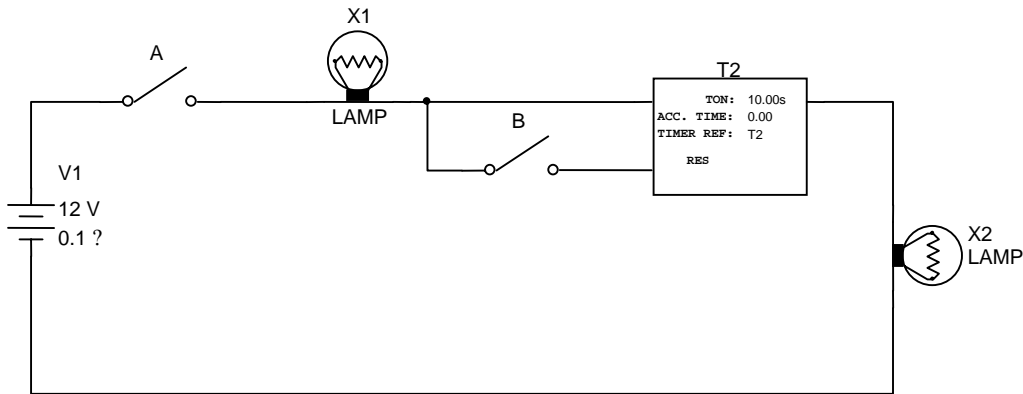 X1
A
LAMP
T2
TON: 10.00s
ACC. TIME: 0.00
TIMER REF: T2
RES
B
V1
12 V
0.1 ?
X2
LAMP